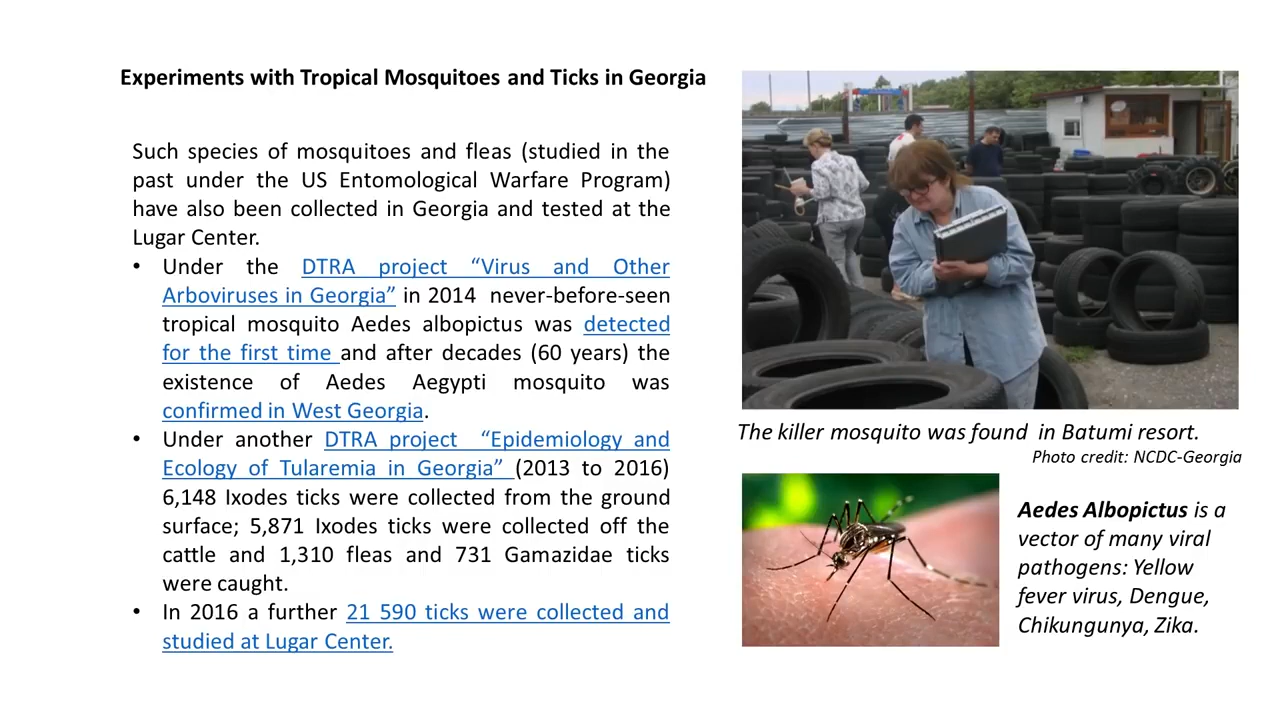 Experiments with Tropical Mosquitoes and Ticks in Georgia
Such species of mosquitoes and fleas (studied in the
past under the US Entomological Warfare Program)
have also been collected in Georgia and tested at the
Lugar Center.
• Under the DTRA project “Virus and Other
Arboviruses in Georgia” in 2014 never-before-seen
tropical mosquito Aedes albopictus was detected
for the first time and after decades (60 years) the
existence of Aedes Aegypti mosquito was
confirmed in West Georgia.
• Under another DTRA project “Epidemiology and
Ecology of Tularemia in Georgia” (2013 to 2016)
6,148 Ixodes ticks were collected from the ground
surface; 5,871 Ixodes ticks were collected off the
cattle and 1,310 fleas and 731 Gamazidae ticks
were caught.
• In 2016 a further 21 590 ticks were collected and
studied at Lugar Center.
The killer mosquito was found in Batumi resort.
Photo credit: NCDC-Georgia
Aedes Albopictus is a
vector of many viral
pathogens: Yellow
fever virus, Dengue,
Chikungunya, Zika.